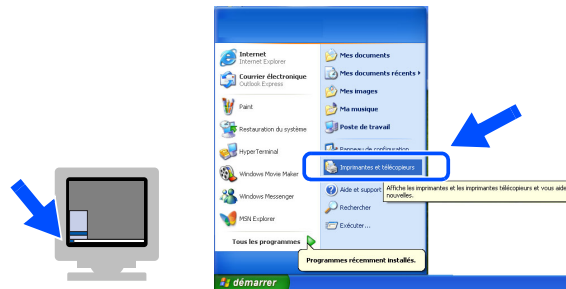 Internet
Internet Explorer
Courrier électronique
Outlook Express
Paint
Restauration du système
HyperTerminal
Windows Movie Maker
Windows Messenger
MSN Explorer
Tous les programmes
Mes documents
Mes documents récents
Mes images
Ma musique
Poste de travail
Panneau de configuration
Imprimantes et télécopieurs
Aide et support
Affiche les imprimantes et les imprimantes télécopieurs et vous aide
nouvelles.
Rechercher
Exécuter...
Programmes récemment installés.
démarrer